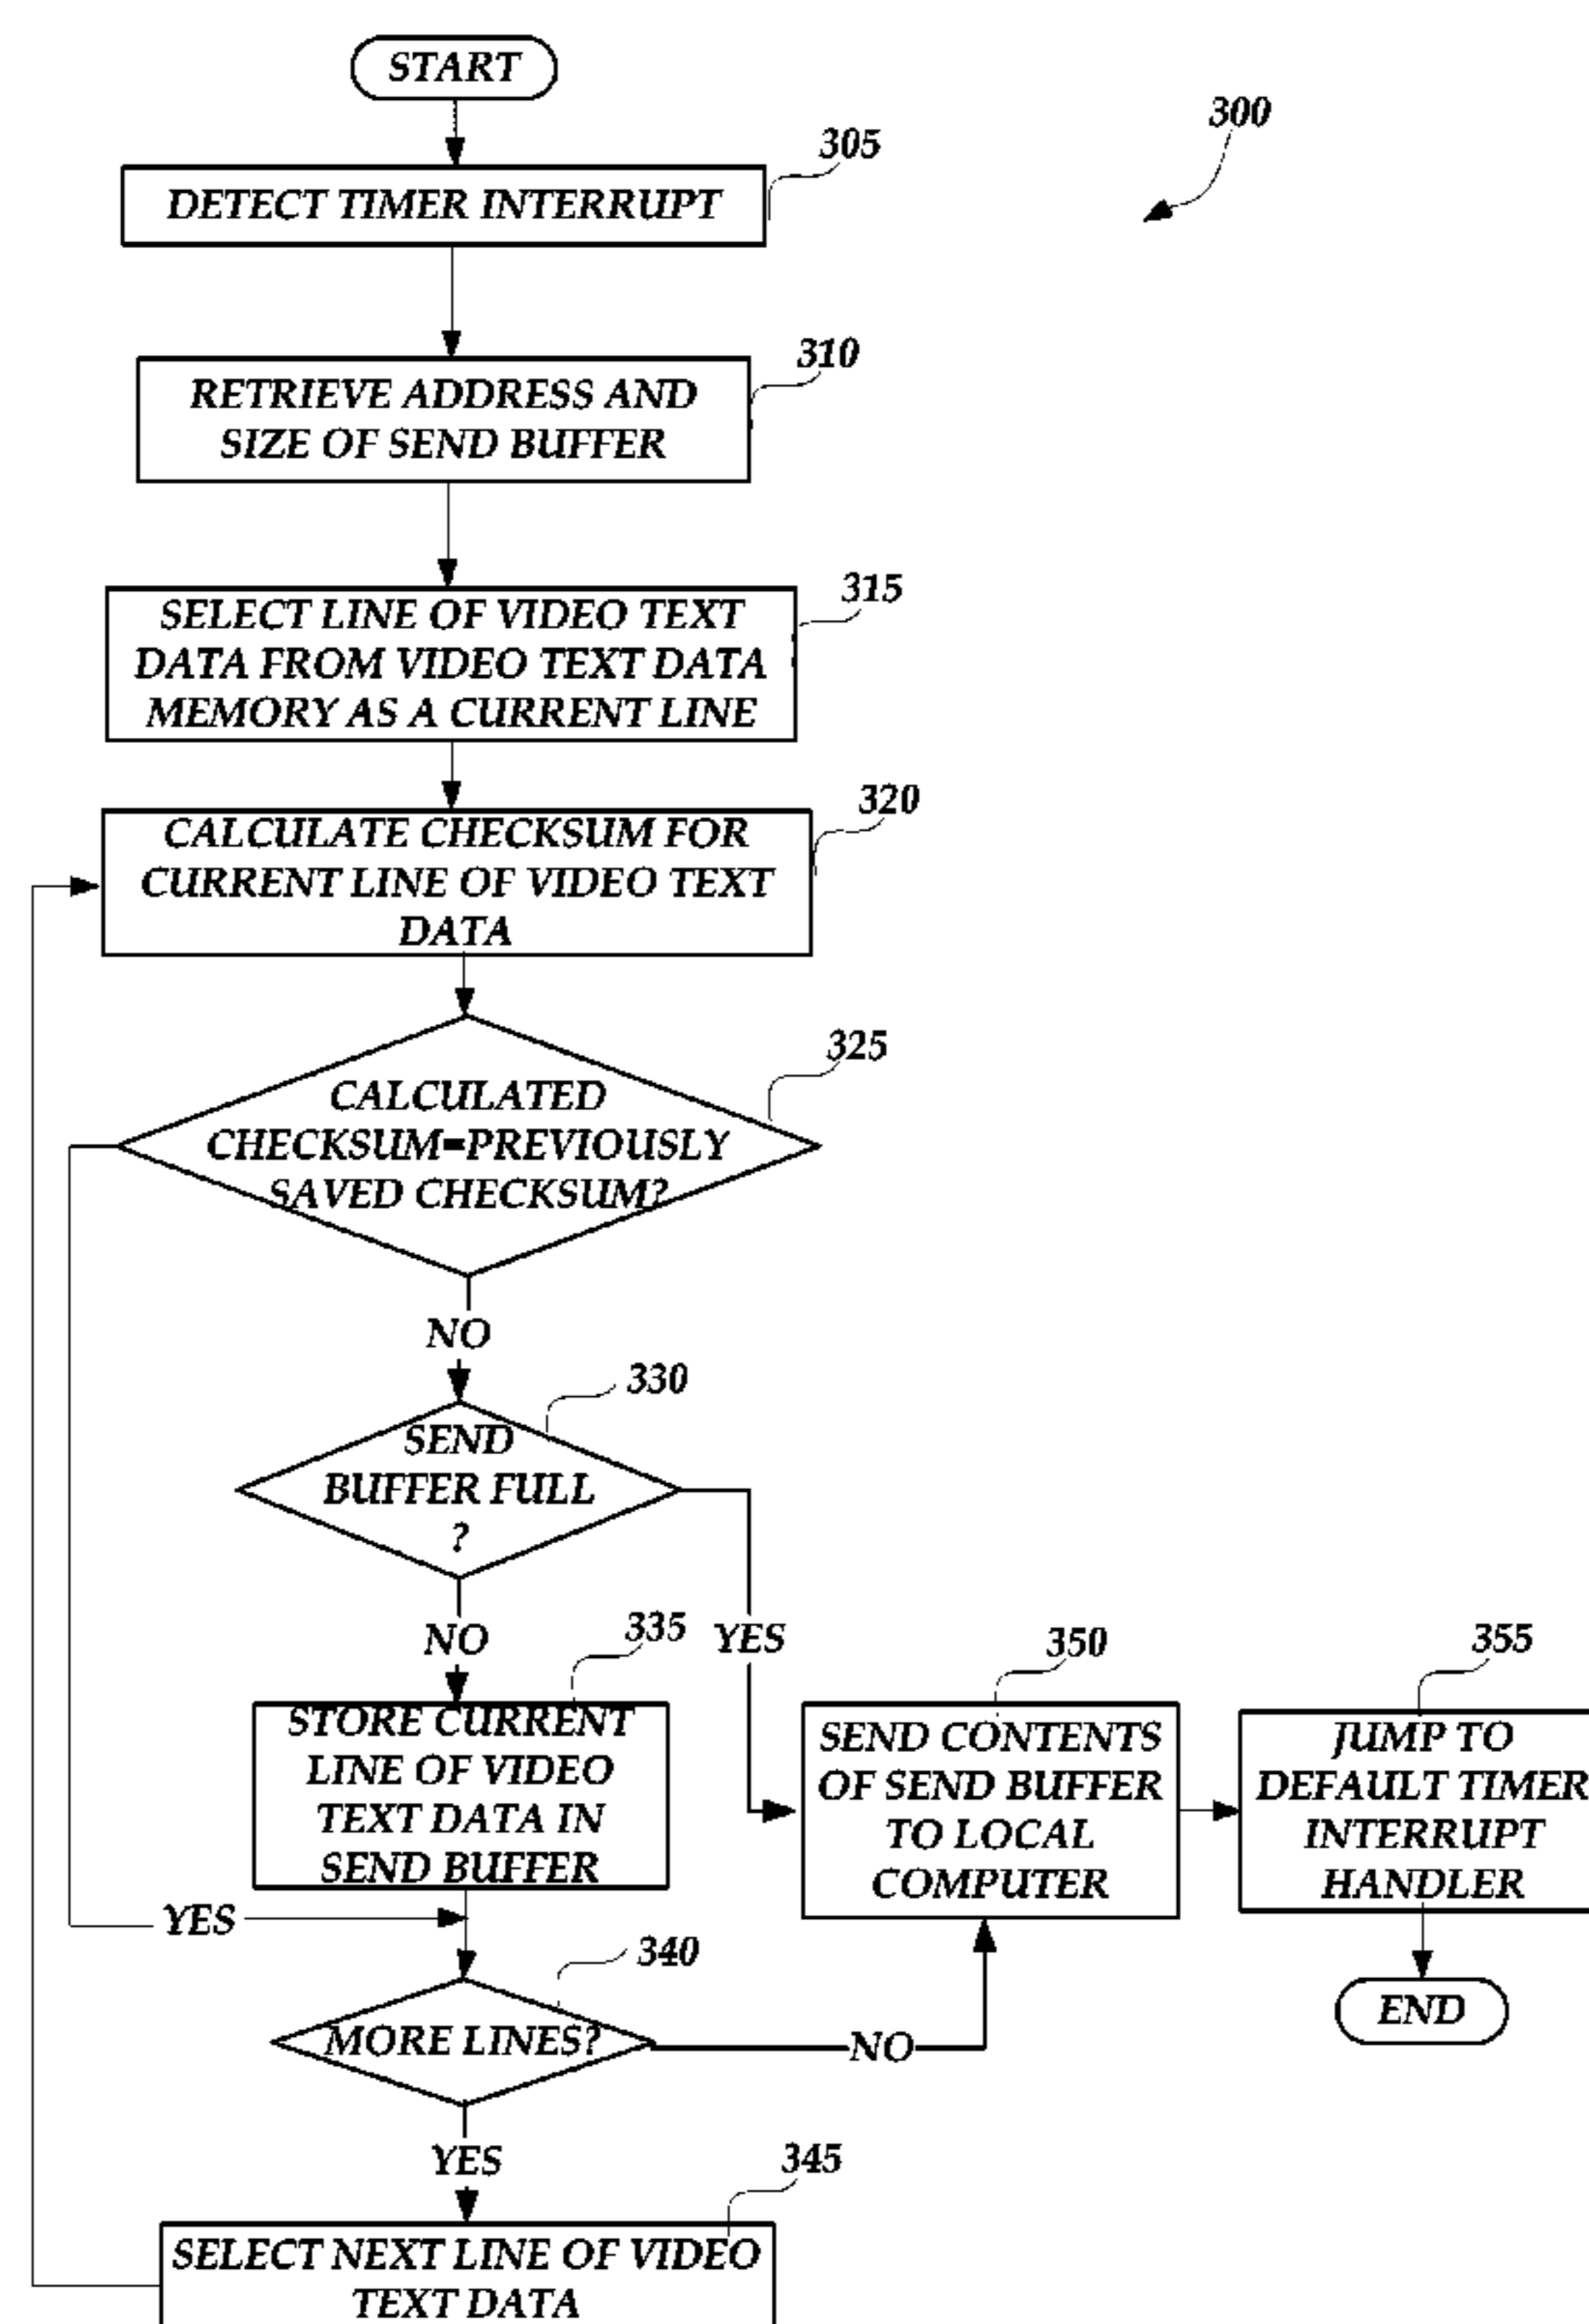 START
300
305
DETECT TIMER INTERRUPT
310
RETRIEVE ADDRESS AND
SIZE OF SEND BUFFER
315
SELECT LINE OF VIDEO TEXT
DATA FROM VIDEO TEXT DATA
MEMORY AS A CURRENT LINE
320
CALCULATE CHECKSUM FOR
CURRENT LINE OF VIDEO TEXT
DATA
325
CALCULATED
CHECKSUM=PREVIOUSLY
SAVED CHECKSUM?
NO
330
SEND
BUFFER FULL
?
NO
YES
335
STORE CURRENT
LINE OF VIDEO
TEXT DATA IN
SEND BUFFER
350
SEND CONTENTS
OF SEND BUFFER
TO LOCAL
COMPUTER
355
JUMP TO
DEFAULT TIMER
INTERRUPT
HANDLER
YES
340
MORE LINES?
NO
END
YES
345
SELECT NEXT LINE OF VIDEO
TEXT DATA